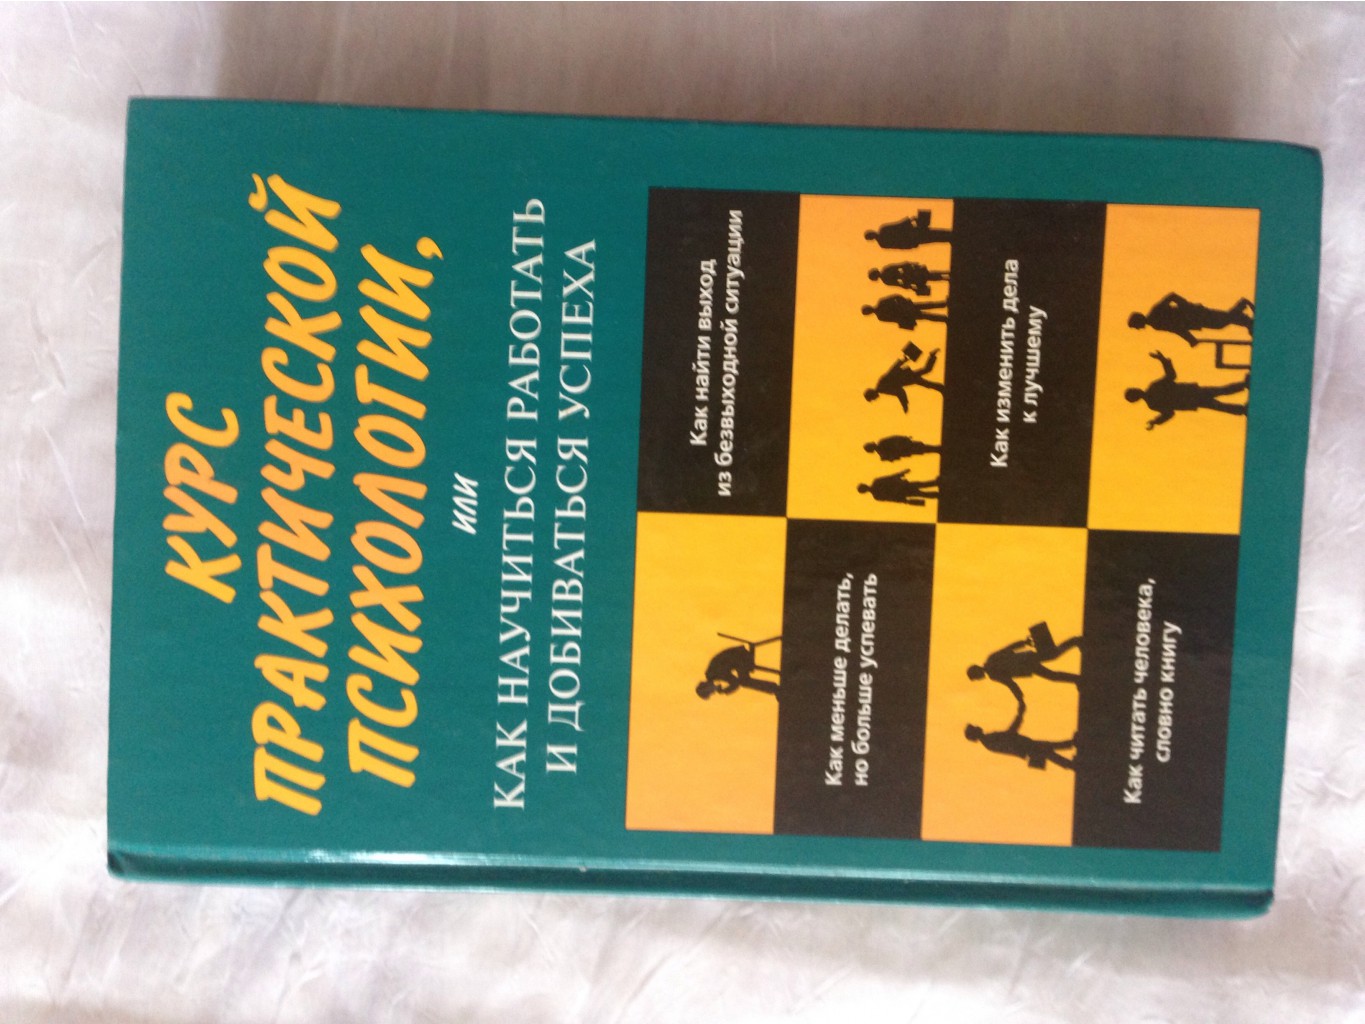 КУРС
ПРАКТИЧЕСКОЙ
ПСИХОЛОГИИ,
ИЛИ
КАК НАУЧИТЬСЯ РАБОТАТЬ
И ДОБИВАТЬСЯ УСПЕХА
Как найти выход
из безвыходной ситуации
Как меньше делать,
но больше успевать
Как изменить дела
к лучшему
Как читать человека,
словно книгу